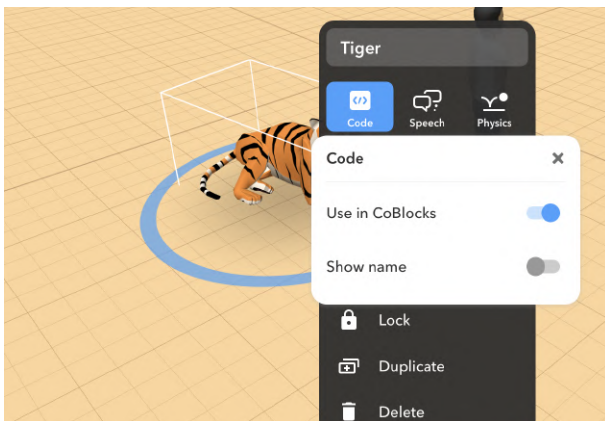 Tiger
Code Speech Physics
Code
Use in CoBlocks
Show name
Lock
Duplicate
Delete